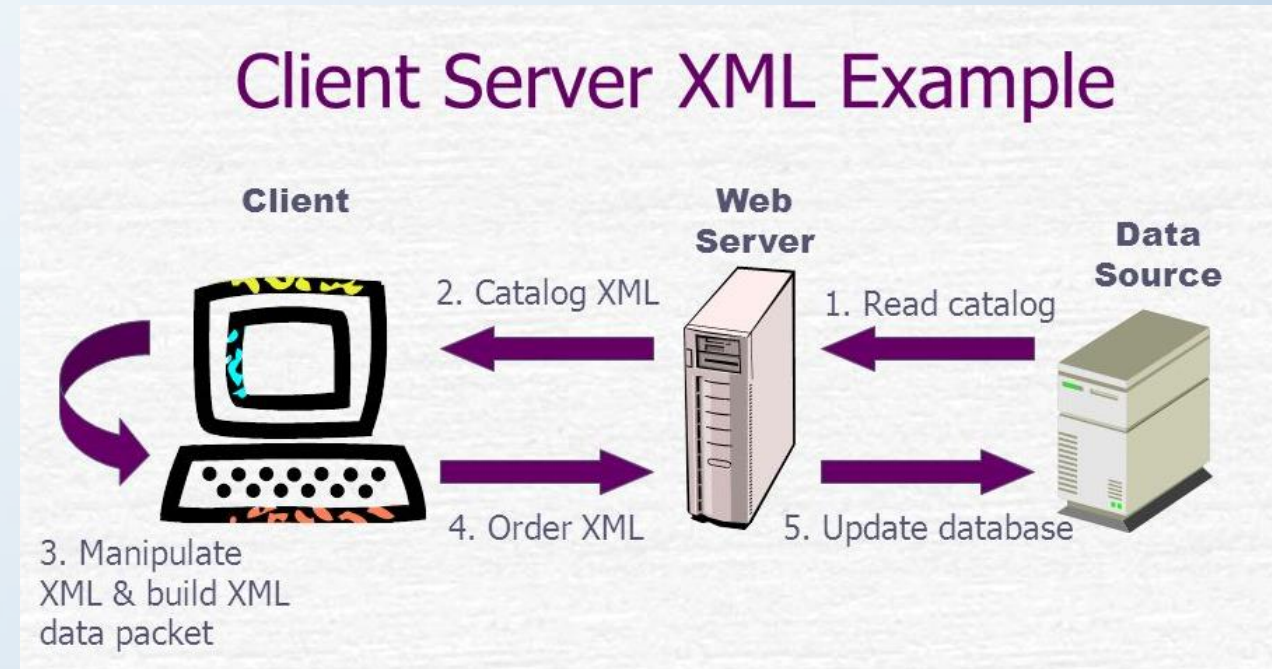 Client Server XML Example
Client
Web
Server
Data
Source
2. Catalog XML
1. Read catalog
4. Order XML
5. Update database
3. Manipulate
XML & build XML
data packet